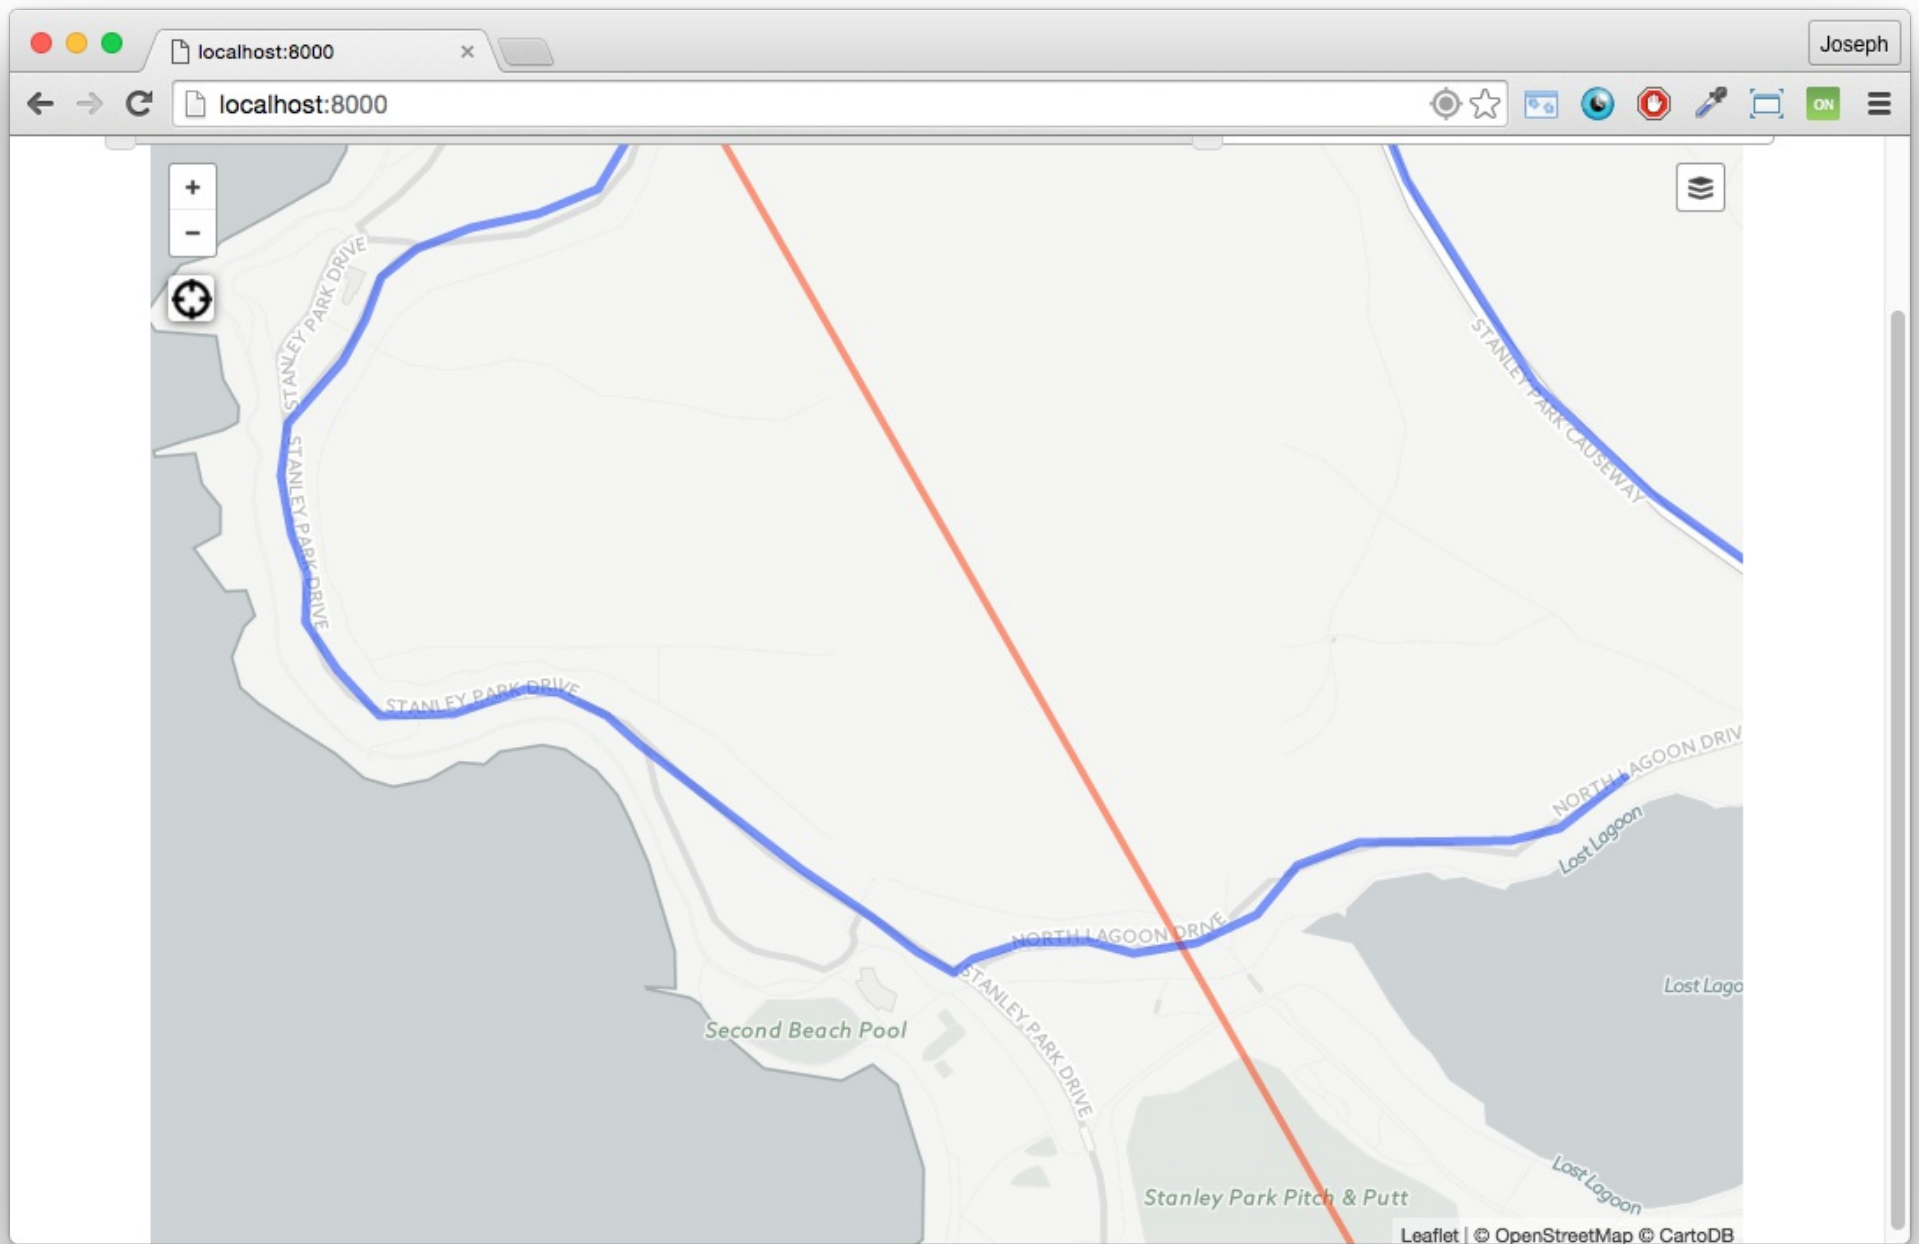 localhost:8000
Joseph
localhost:8000
ON
+
−
STANLEY PARK DRIVE
STANLEY PARK DRIVE
STANLEY PARK CAUSEWAY
STANLEY PARK DRIVE
NORTH LAGOON DRIV
Lost Lagoon
NORTH LAGOON DRIVE
STANLEY PARK DRIVE
Lost Lago
Second Beach Pool
Lost Lagoon
Stanley Park Pitch & Putt
Leaflet | © OpenStreetMap © CartoDB